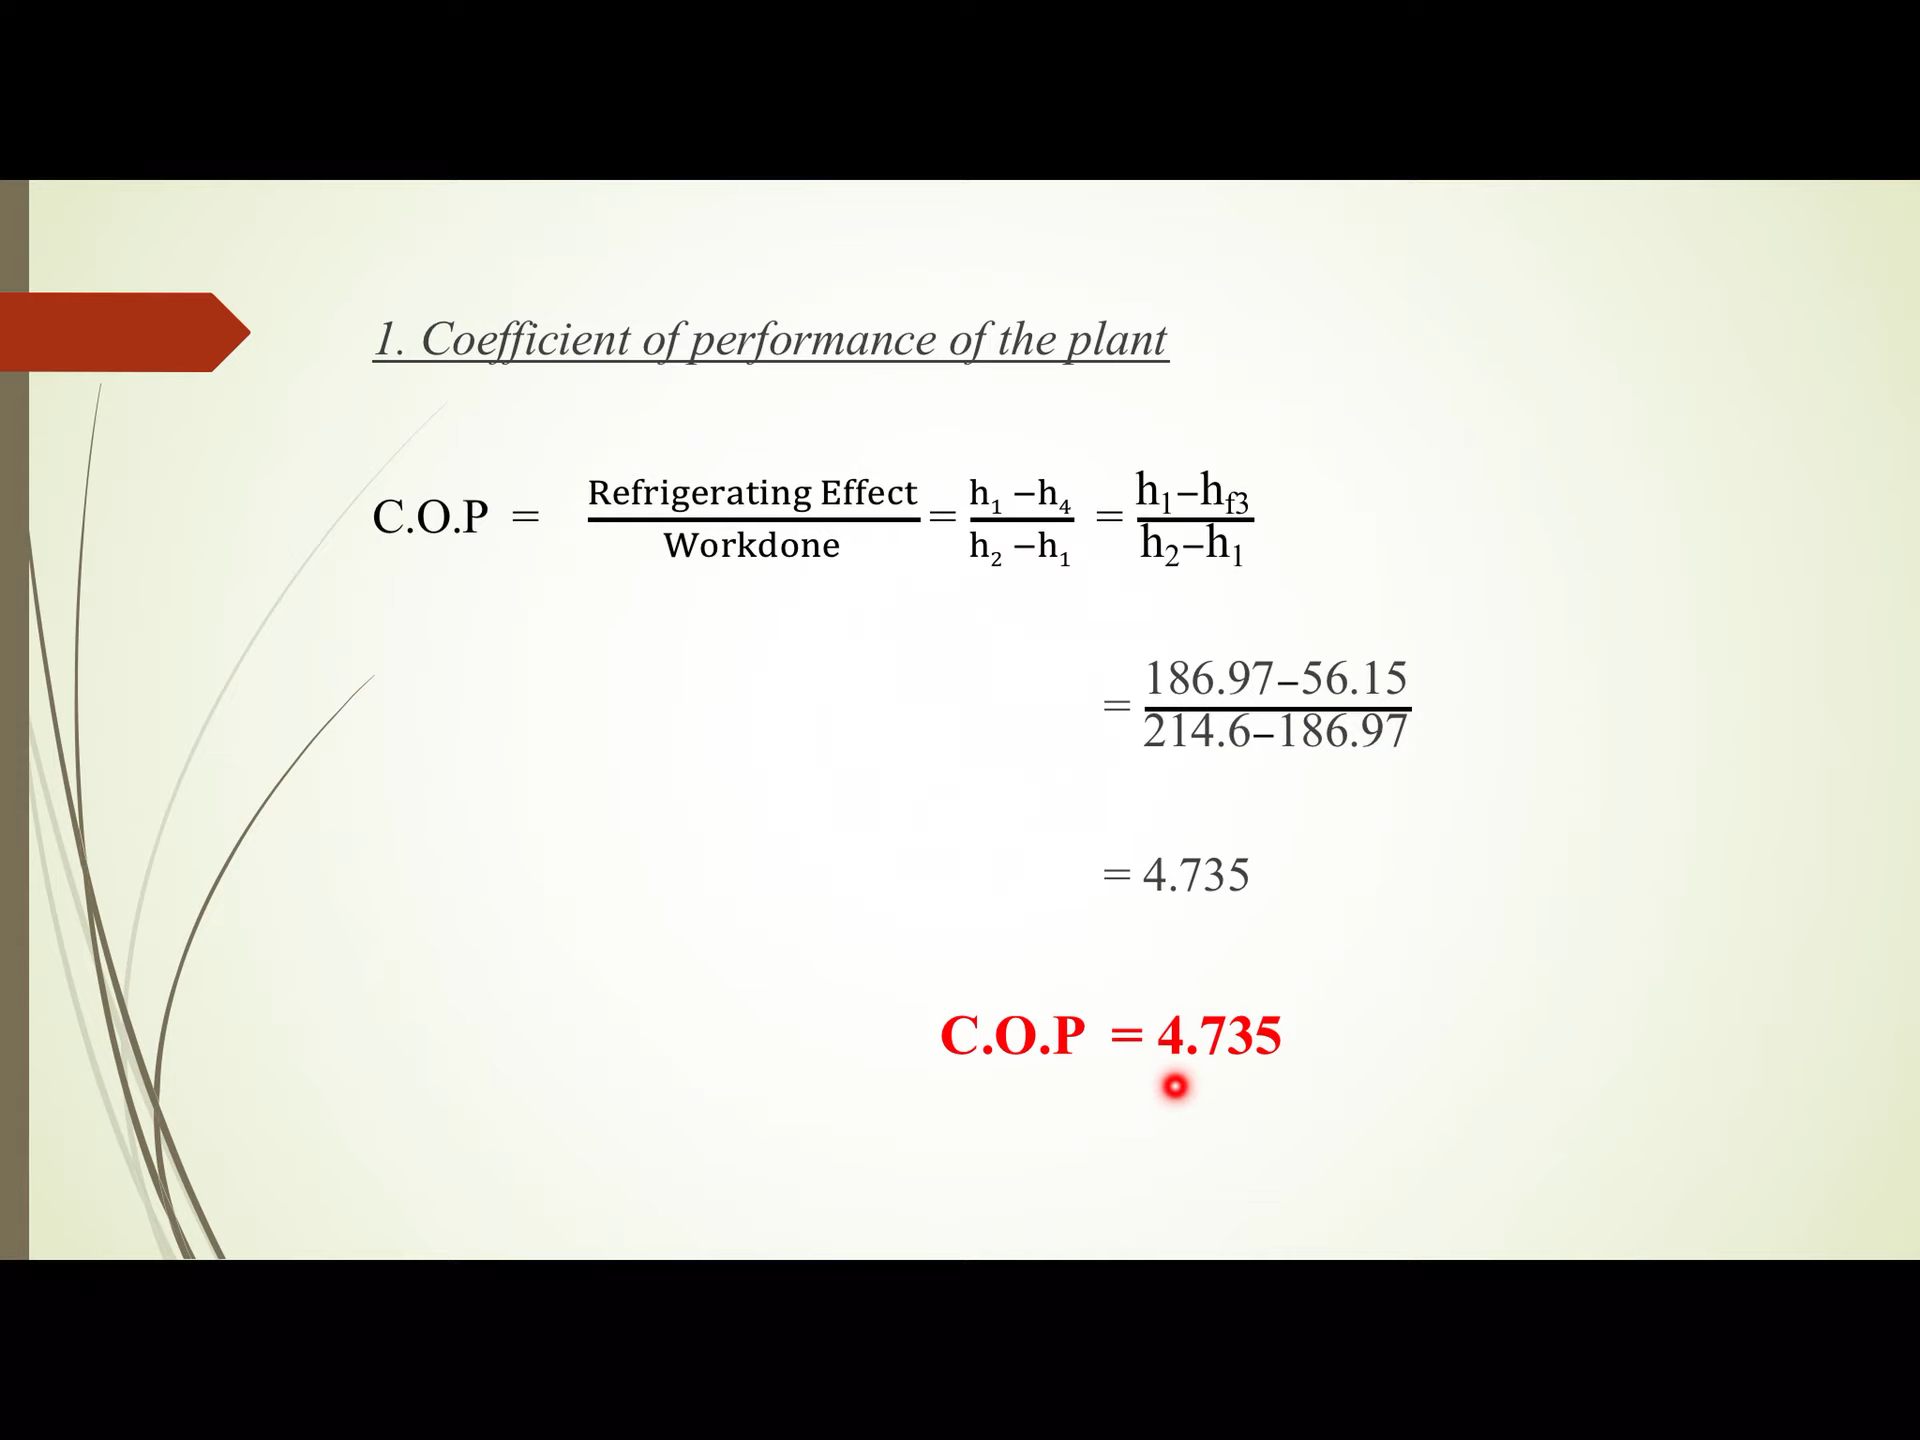 1. Coefficient of performance of the plant
C.O.P = Refrigerating Effect / Workdone = h₁ –h₄ / h₂ –h₁ = h₁–h_f3 / h₂–h₁
= 186.97–56.15 / 214.6–186.97
= 4.735
C.O.P = 4.735